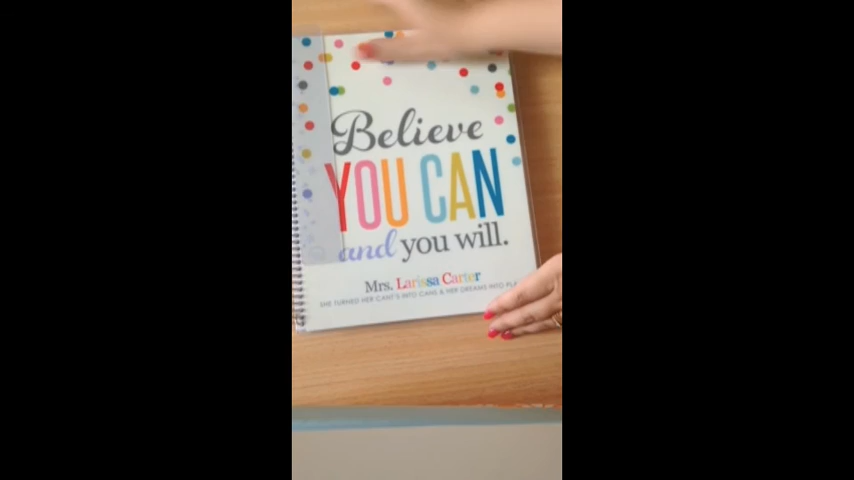 Believe
YOU CAN
and you will.
Mrs. Larissa Carter
SHE TURNED HER CAN'TS INTO CANS & HER DREAMS INTO